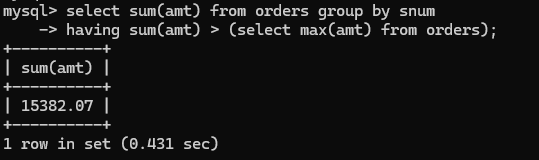 mysql> select sum(amt) from orders group by snum
    -> having sum(amt) > (select max(amt) from orders);
+----------+
| sum(amt) |
+----------+
| 15382.07 |
+----------+
1 row in set (0.431 sec)